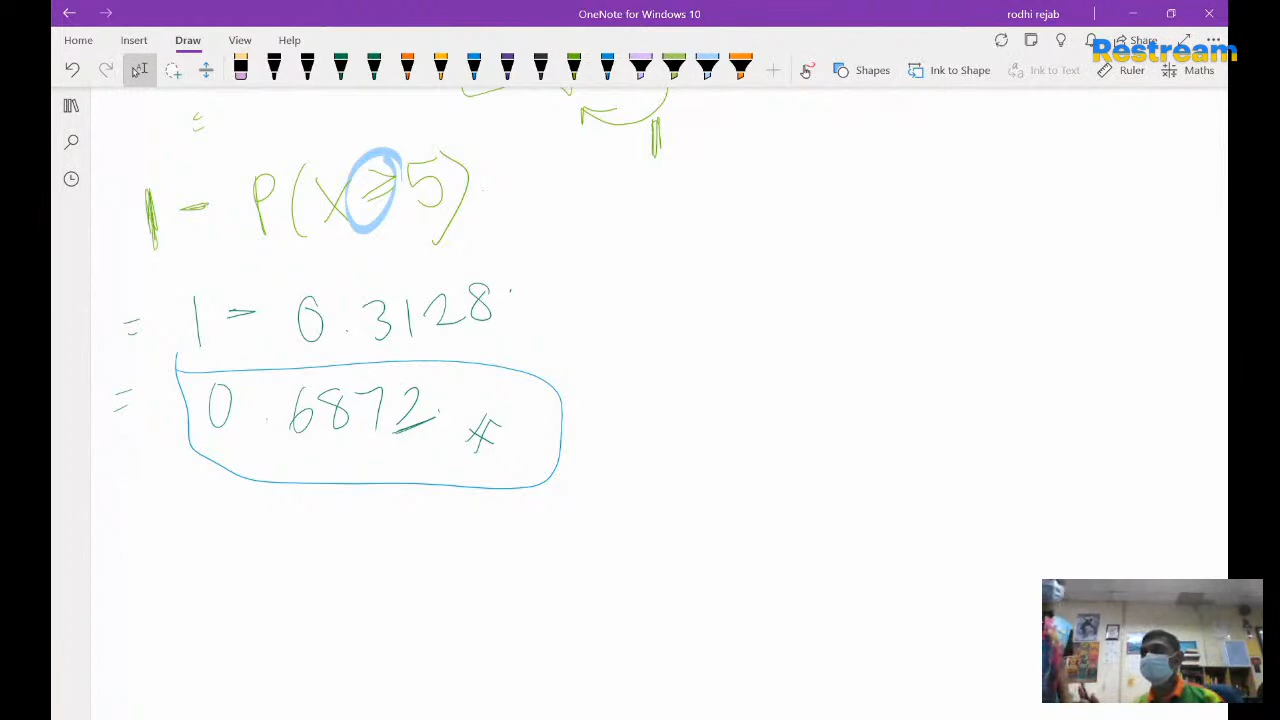 OneNote for Windows 10
rodhi rejab
Home
Insert
Draw
View
Help
Share
Restream
Shapes
Ink to Shape
Ink to Text
Ruler
Maths
=
1 - P(X ≥ 5)
= 1 - 0.3128
= 0.6872